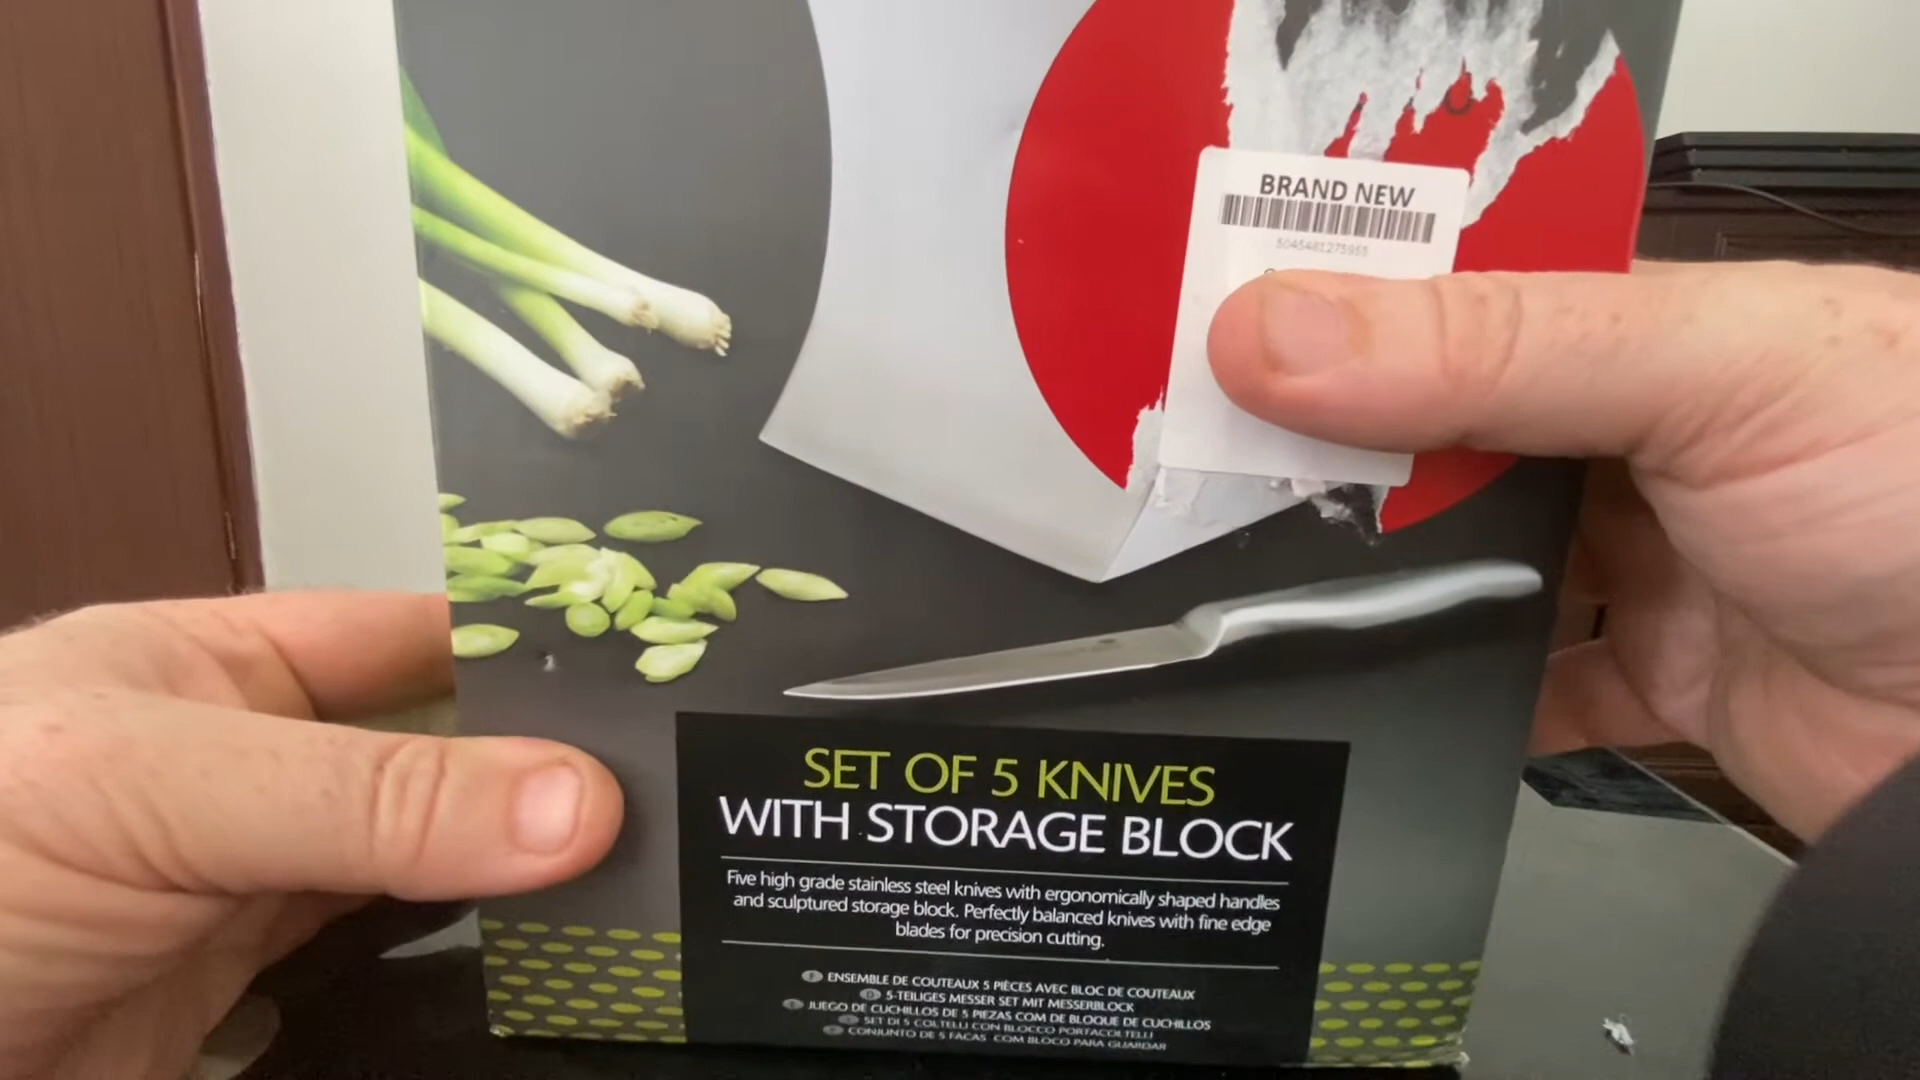 BRAND NEW
5045481275955
SET OF 5 KNIVES
WITH STORAGE BLOCK
Five high grade stainless steel knives with ergonomically shaped handles
and sculptured storage block. Perfectly balanced knives with fine edge
blades for precision cutting.
F ENSEMBLE DE COUTEAUX 5 PIÈCES AVEC BLOC DE COUTEAUX
D 5-TEILIGES MESSER SET MIT MESSERBLOCK
E JUEGO DE CUCHILLOS DE 5 PIEZAS COM DE BLOQUE DE CUCHILLOS
SET DI 5 COLTELLI CON BLOCCO PORTACOLTELLI
CONJUNTO DE 5 FACAS COM BLOCO PARA GUARDAR